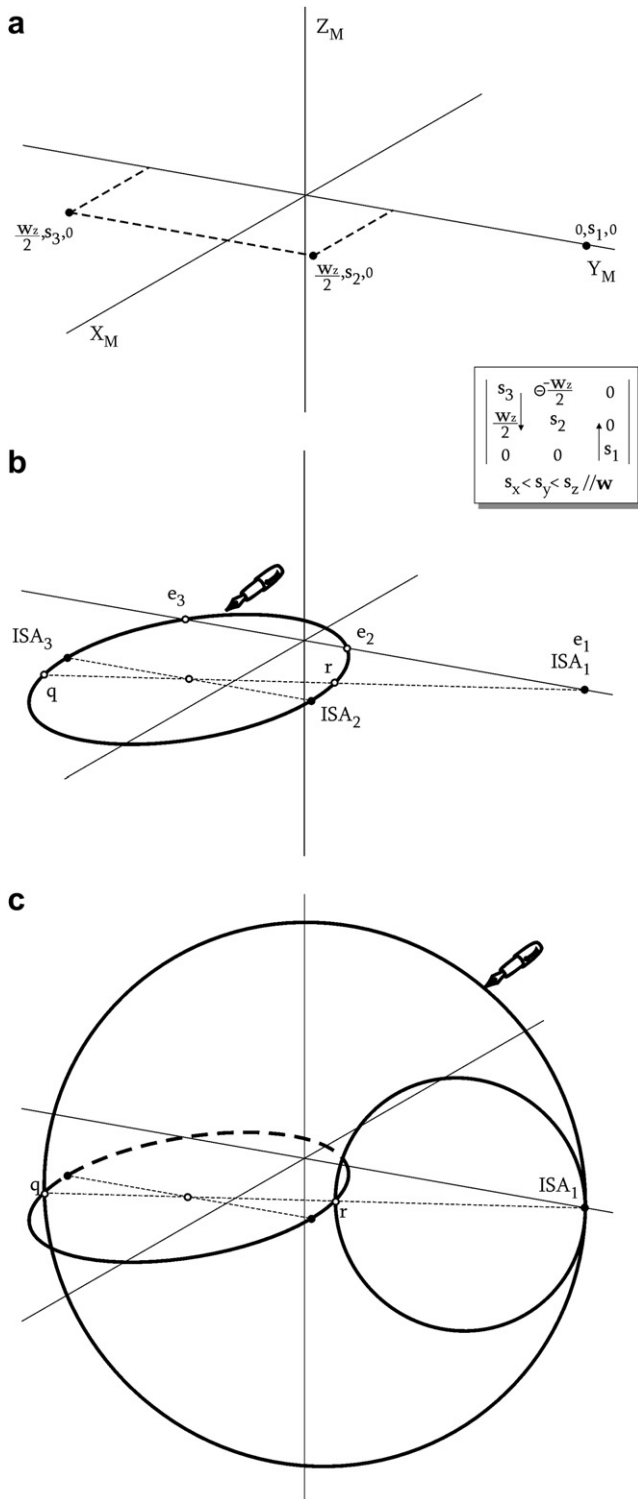 a
Z_M
w_z/2, s_3, 0
w_z/2, s_2, 0
0, s_1, 0
Y_M
X_M
s_3 ⊖ -w_z/2 0
w_z/2 s_2 0
0 0 s_1
s_x < s_y < s_z // w
b
e_3
e_2
e_1
ISA_3
ISA_1
q
r
ISA_2
c
q
r
ISA_1